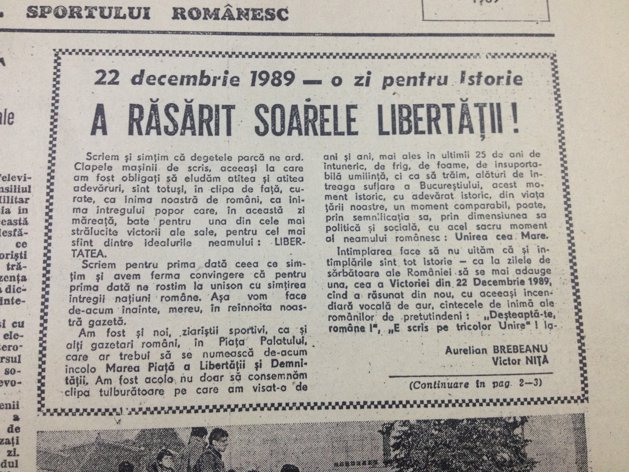 SPORTULUI ROMÂNESC
22 decembrie 1989 — o zi pentru Istorie
A RĂSĂRIT SOARELE LIBERTĂȚII !
Scriem și simțim că degetele parcă ne ard.
Clapele mașinii de scris, aceeași la care
am fost obligați să eludăm atîtea și atîtea
adevăruri, sînt totuși, în clipa de față, cu-
rate, ca inima noastră de români, ca ini-
ma întregului popor care, în această zi
măreață, bate pentru una din cele mai
strălucite victorii ale sale, pentru cel mai
sfînt dintre idealurile neamului : LIBER-
TATEA.
Scriem pentru prima dată ceea ce sim-
țim și avem ferma convingere că pentru
prima dată ne rostim la unison cu simțirea
întregii națiuni române. Așa vom face
de-acum înainte, mereu, în reînnoita noas-
tră gazetă.
Am fost și noi, ziariștii sportivi, ca și
alți gazetari români, în Piața Palatului,
care ar trebui să se numească de-acum
încolo Marea Piață a Libertății și Demni-
tății. Am fost acolo nu doar să consemnăm
clipa tulburătoare pe care am visat-o de
ani și ani, mai ales în ultimii 25 de ani de
întuneric, de frig, de foame, de insuporta-
bilă umilință, ci ca să trăim, alături de în-
treaga suflare a Bucureștiului, acest mo-
ment istoric, cu adevărat istoric, din viața
țării noastre, un moment comparabil, poate,
prin semnificația sa, prin dimensiunea sa
politică și socială, cu acel sacru moment
al neamului românesc : Unirea cea Mare.
Întîmplarea face să nu uităm că și în-
tîmplările sînt tot Istorie — ca la zilele de
sărbătoare ale României să se mai adauge
una, cea a Victoriei din 22 Decembrie 1989,
cînd a răsunat din nou, cu aceeași incen-
diară vocală de aur, cîntecele de inimă ale
românilor de pretutindeni : „Deșteaptă-te,
române !", „E scris pe tricolor Unire" ! Ia-
Aurelian BREBEANU
Victor NIȚĂ
(Continuare în pag. 2—3)